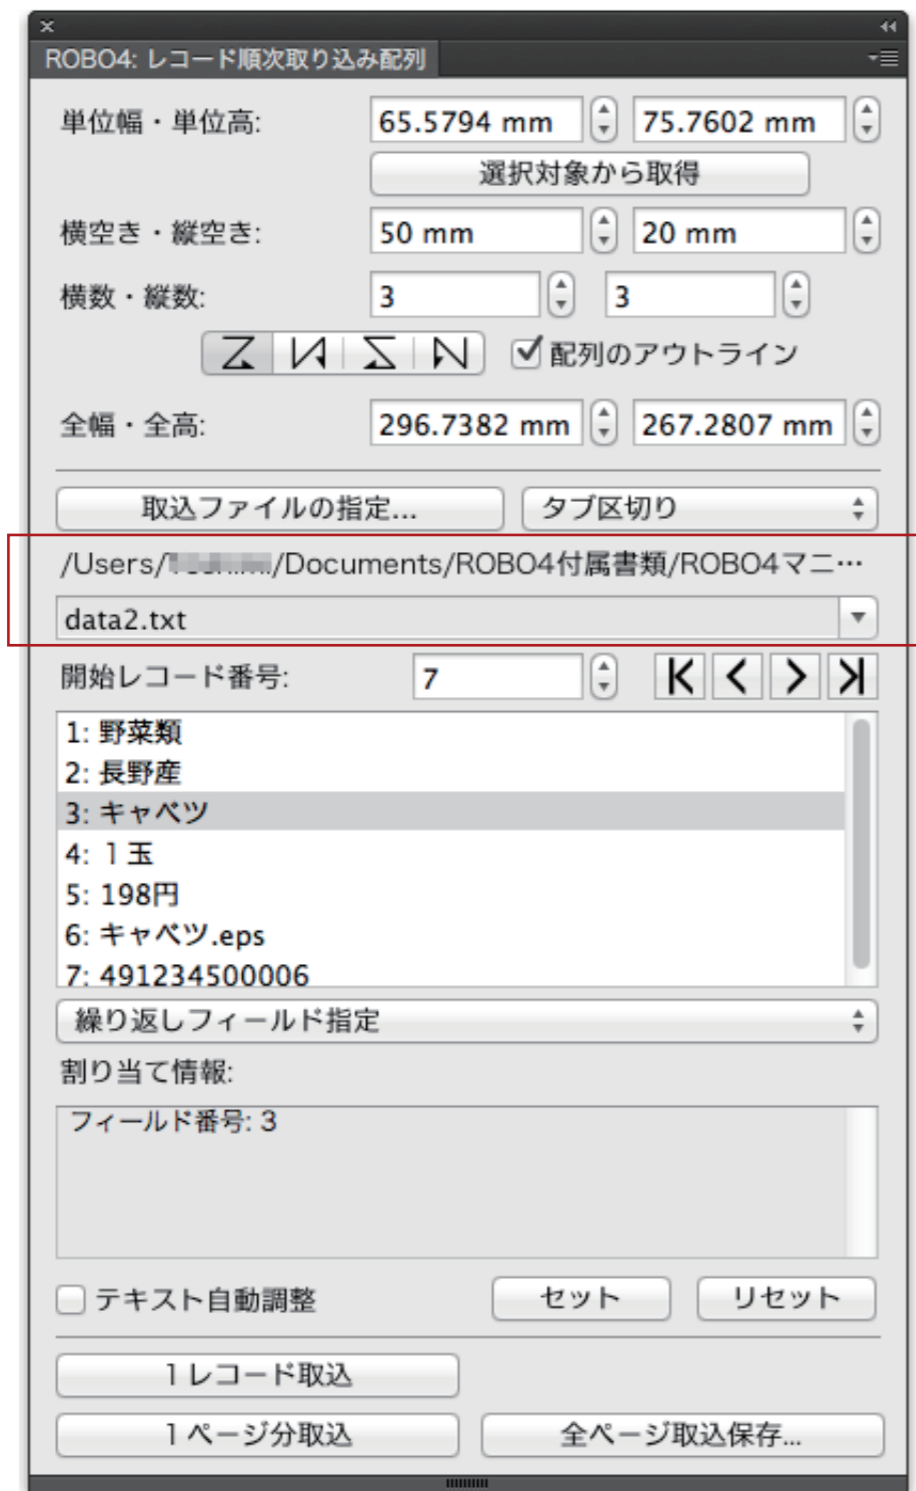 ROBO4: レコード順次取り込み配列
単位幅・単位高: 65.5794 mm 75.7602 mm
選択対象から取得
横空き・縦空き: 50 mm 20 mm
横数・縦数: 3 3
配列のアウトライン
全幅・全高: 296.7382 mm 267.2807 mm
取込ファイルの指定... タブ区切り
/Users/ /Documents/ROBO4付属書類/ROBO4マニ…
data2.txt
開始レコード番号: 7
1: 野菜類
2: 長野産
3: キャベツ
4: １玉
5: 198円
6: キャベツ.eps
7: 491234500006
繰り返しフィールド指定
割り当て情報:
フィールド番号: 3
テキスト自動調整 セット リセット
１レコード取込
１ページ分取込 全ページ取込保存...